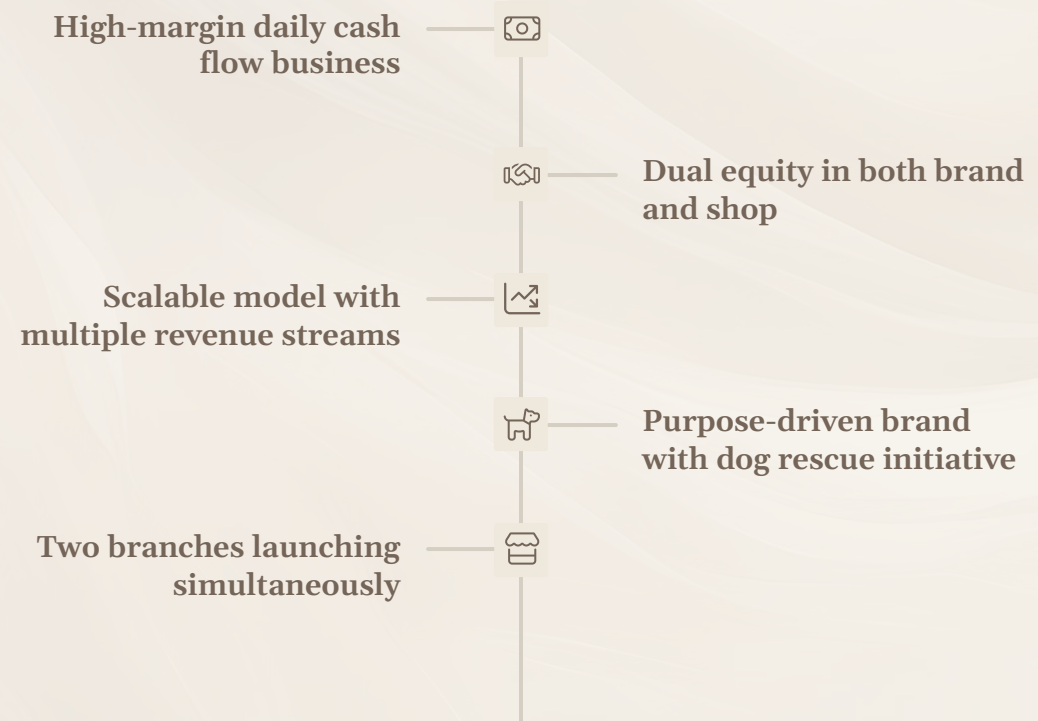 High-margin daily cash
flow business
Dual equity in both brand
and shop
Scalable model with
multiple revenue streams
Purpose-driven brand
with dog rescue initiative
Two branches launching
simultaneously